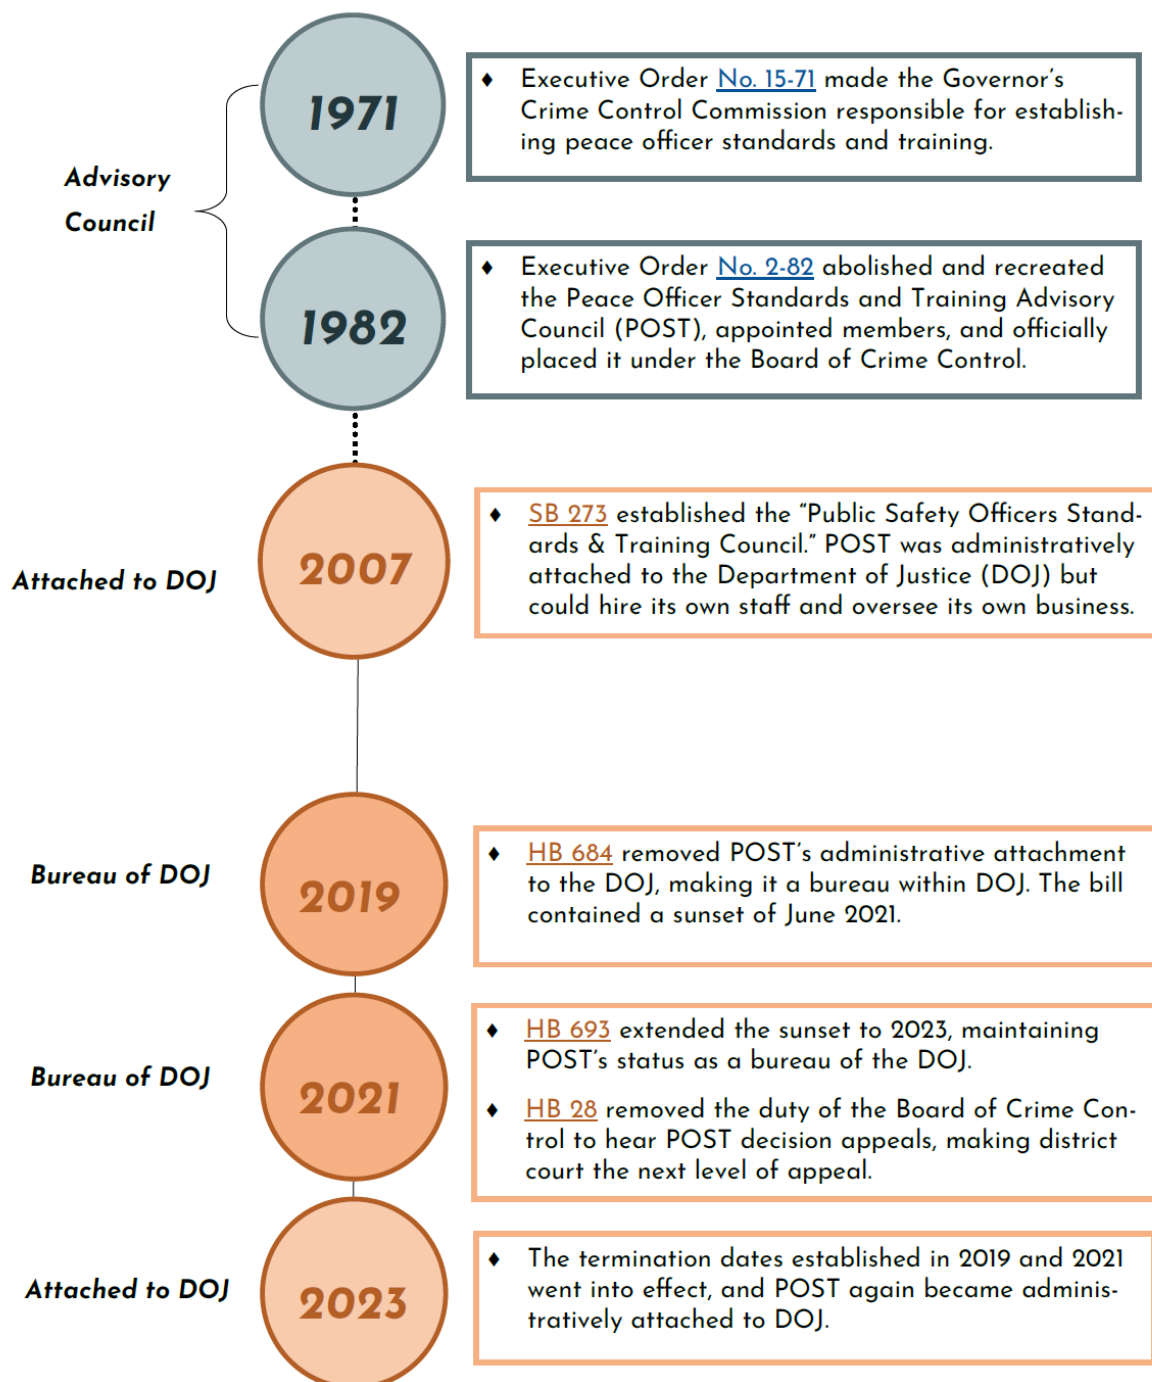 1971
♦ Executive Order No. 15-71 made the Governor's
Crime Control Commission responsible for establish-
ing peace officer standards and training.
Advisory
Council
1982
♦ Executive Order No. 2-82 abolished and recreated
the Peace Officer Standards and Training Advisory
Council (POST), appointed members, and officially
placed it under the Board of Crime Control.
Attached to DOJ
2007
♦ SB 273 established the "Public Safety Officers Stand-
ards & Training Council." POST was administratively
attached to the Department of Justice (DOJ) but
could hire its own staff and oversee its own business.
Bureau of DOJ
2019
♦ HB 684 removed POST's administrative attachment
to the DOJ, making it a bureau within DOJ. The bill
contained a sunset of June 2021.
Bureau of DOJ
2021
♦ HB 693 extended the sunset to 2023, maintaining
POST's status as a bureau of the DOJ.
♦ HB 28 removed the duty of the Board of Crime Con-
trol to hear POST decision appeals, making district
court the next level of appeal.
Attached to DOJ
2023
♦ The termination dates established in 2019 and 2021
went into effect, and POST again became adminis-
tratively attached to DOJ.